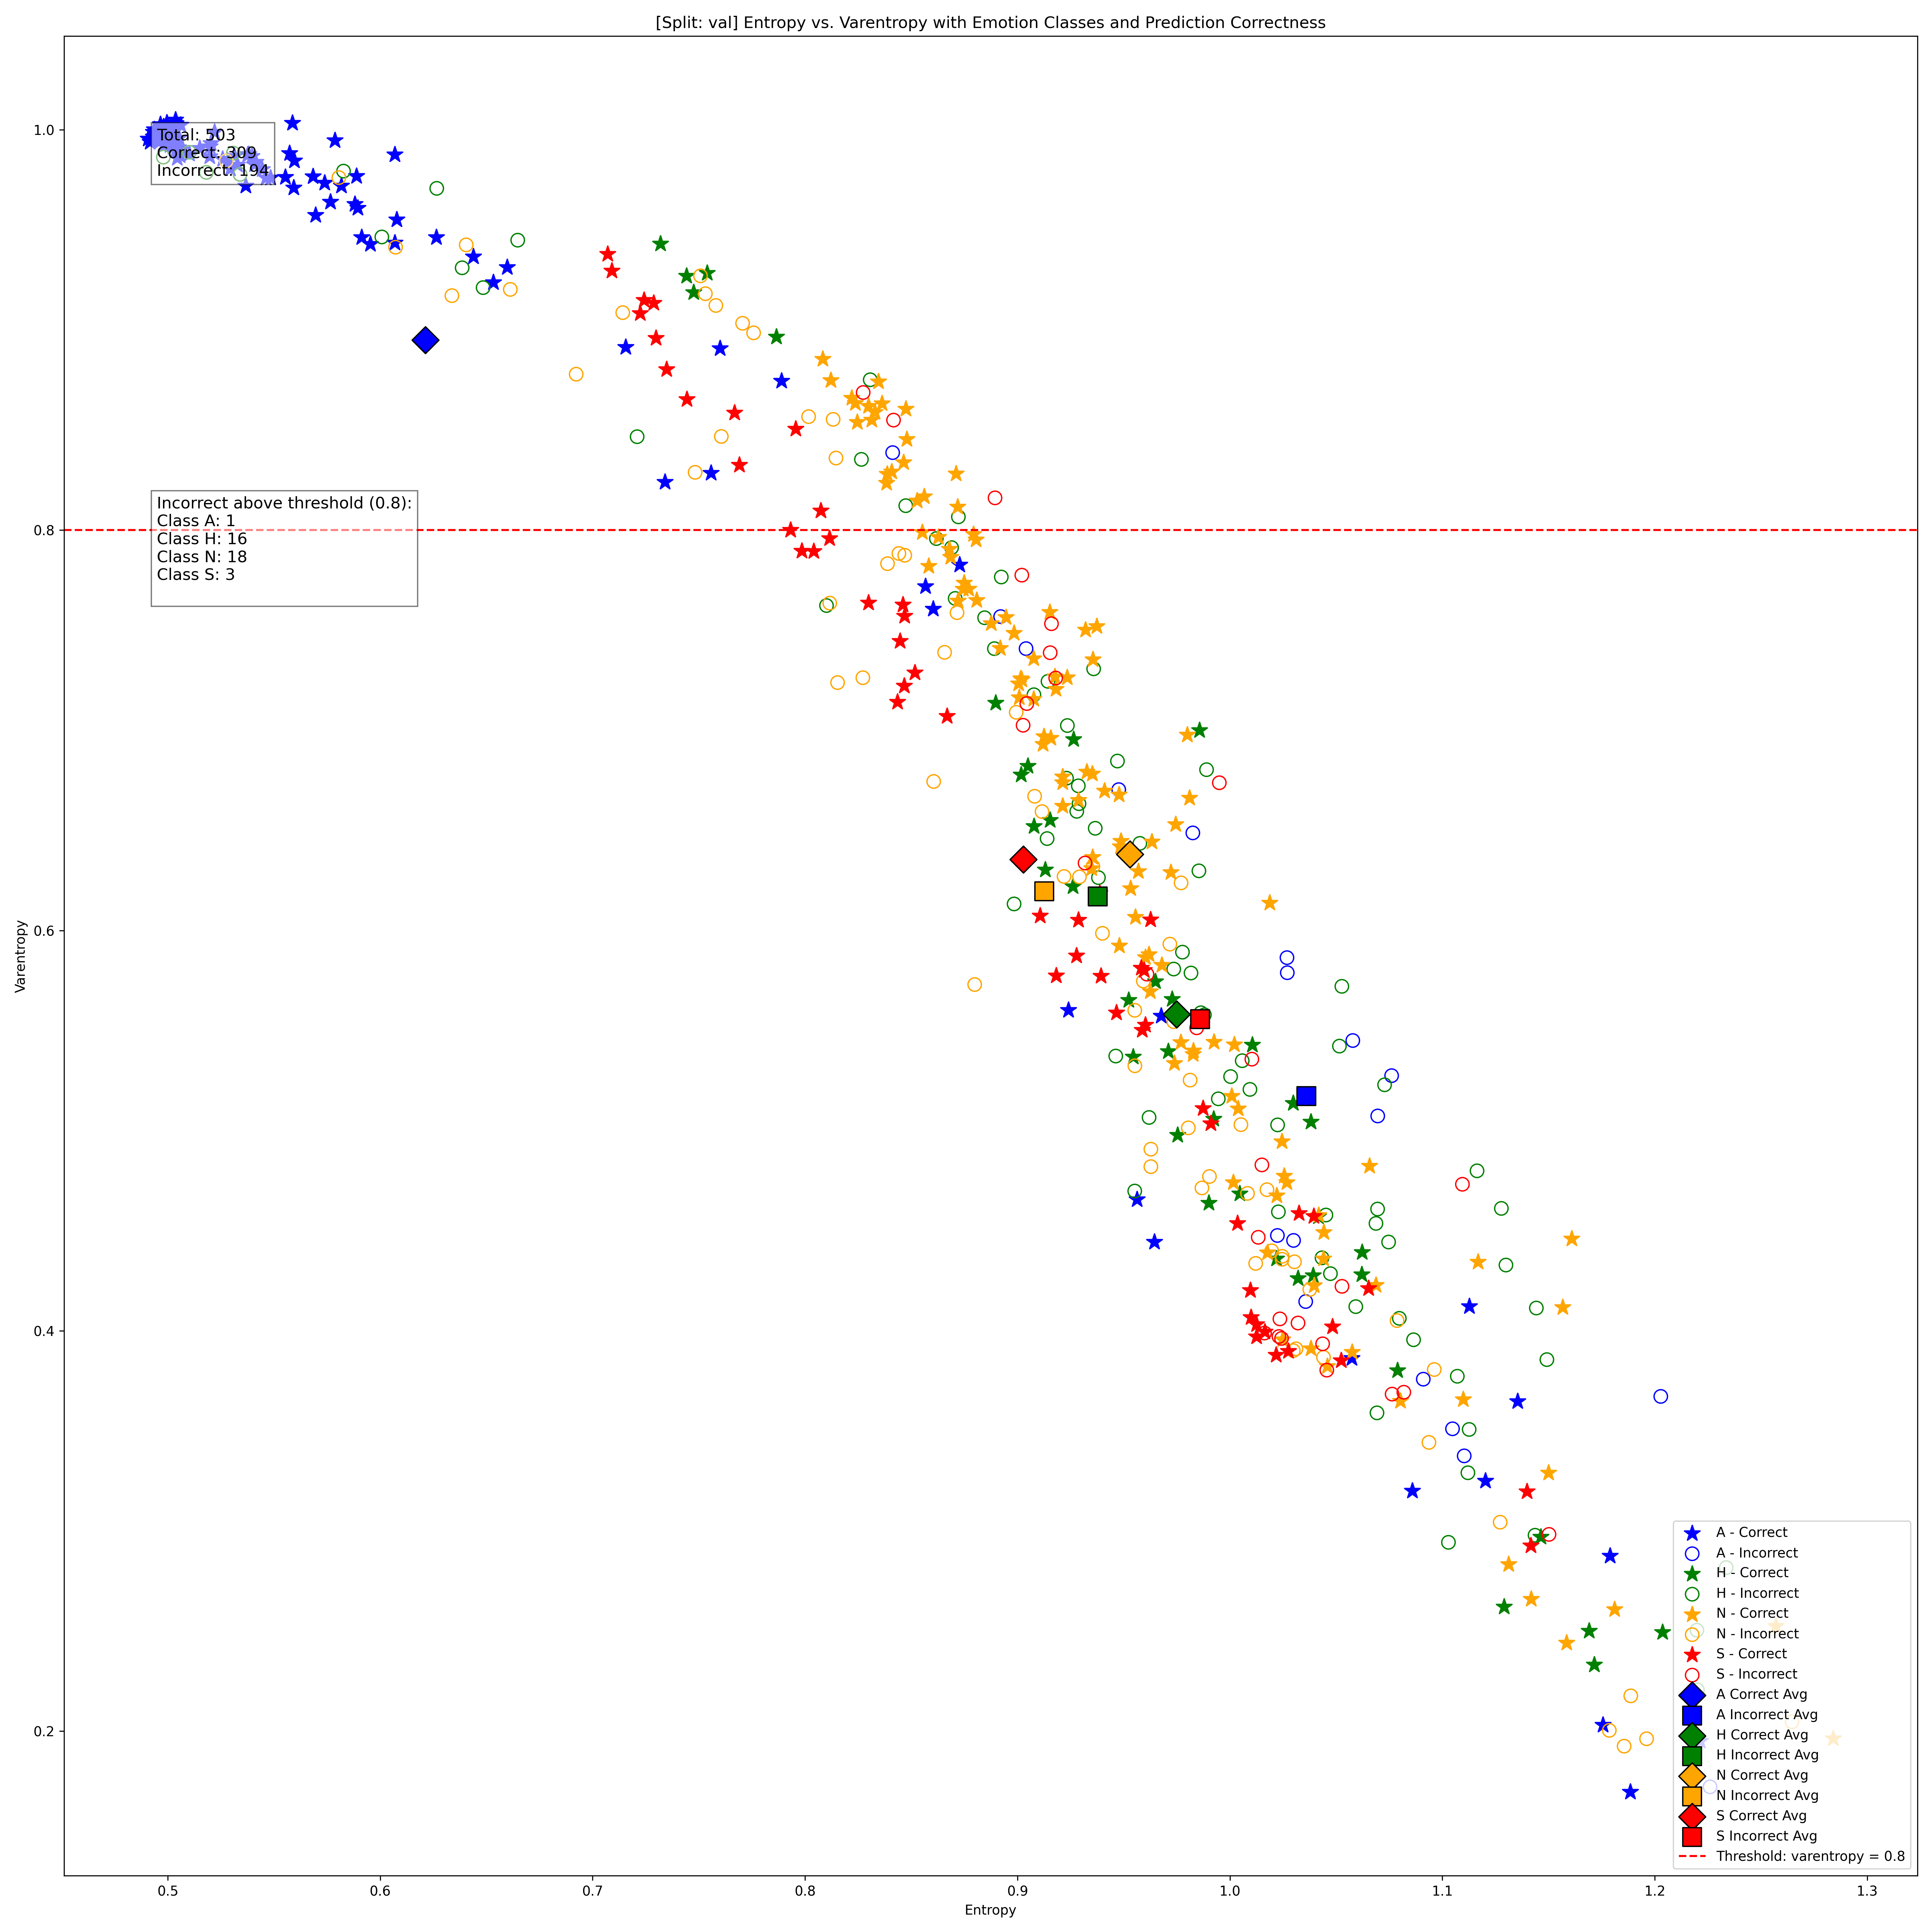 [Split: val] Entropy vs. Varentropy with Emotion Classes and Prediction Correctness
1.0
0.8
0.6
0.4
0.2
Varentropy
Total: 503
Correct: 309
Incorrect: 194
Incorrect above threshold (0.8):
Class A: 1
Class H: 16
Class N: 18
Class S: 3
A - Correct
A - Incorrect
H - Correct
H - Incorrect
N - Correct
N - Incorrect
S - Correct
S - Incorrect
A Correct Avg
A Incorrect Avg
H Correct Avg
H Incorrect Avg
N Correct Avg
N Incorrect Avg
S Correct Avg
S Incorrect Avg
Threshold: varentropy = 0.8
0.5 0.6 0.7 0.8 0.9 1.0 1.1 1.2 1.3
Entropy